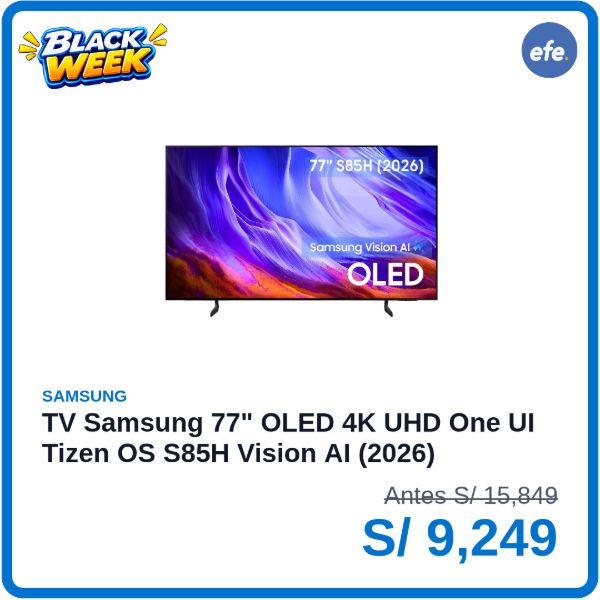 BLACK
WEEK
efe.
77" S85H (2026)
Samsung Vision AI
OLED
SAMSUNG
TV Samsung 77" OLED 4K UHD One UI
Tizen OS S85H Vision AI (2026)
Antes S/ 15,849
S/ 9,249